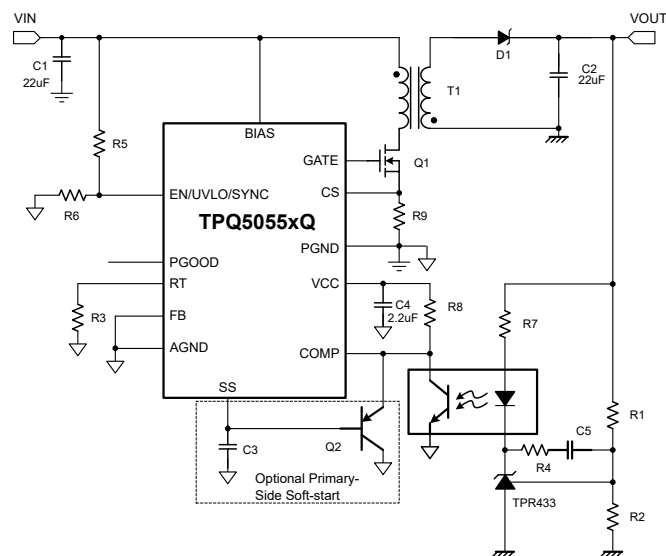 VIN
VOUT
C1
22uF
D1
C2
22uF
T1
BIAS
R5
GATE
Q1
EN/UVLO/SYNC
CS
R6
TPQ5055xQ
R9
PGND
PGOOD
RT
VCC
C4
2.2uF
R8
R3
FB
R7
AGND
COMP
SS
R1
C3
Q2
C5
R4
Optional Primary-
Side Soft-start
TPR433
R2